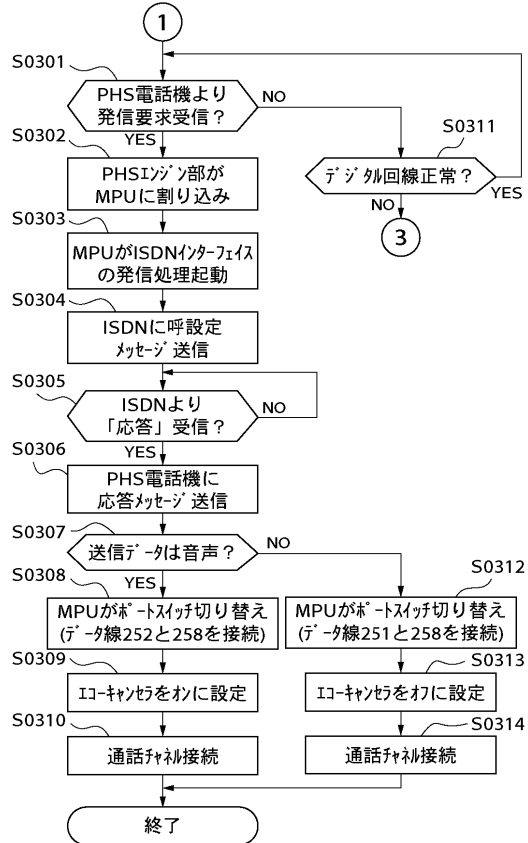 1
S0301
PHS電話機より
発信要求受信？
NO
YES
S0302
PHSｴﾝｼﾞﾝ部が
MPUに割り込み
S0311
ﾃﾞｼﾞﾀﾙ回線正常？
YES
NO
3
S0303
MPUがISDNｲﾝﾀｰﾌｪｲｽ
の発信処理起動
S0304
ISDNに呼設定
ﾒｯｾｰｼﾞ送信
S0305
ISDNより
「応答」受信？
NO
YES
S0306
PHS電話機に
応答ﾒｯｾｰｼﾞ送信
S0307
送信ﾃﾞｰﾀは音声？
NO
YES
S0308
MPUがﾎﾟｰﾄｽｲｯﾁ切り替え
(ﾃﾞｰﾀ線252と258を接続)
S0312
MPUがﾎﾟｰﾄｽｲｯﾁ切り替え
(ﾃﾞｰﾀ線251と258を接続)
S0309
ｴｺｰｷｬﾝｾﾗをｵﾝに設定
S0313
ｴｺｰｷｬﾝｾﾗをｵﾌに設定
S0310
通話ﾁｬﾈﾙ接続
S0314
通話ﾁｬﾈﾙ接続
終了